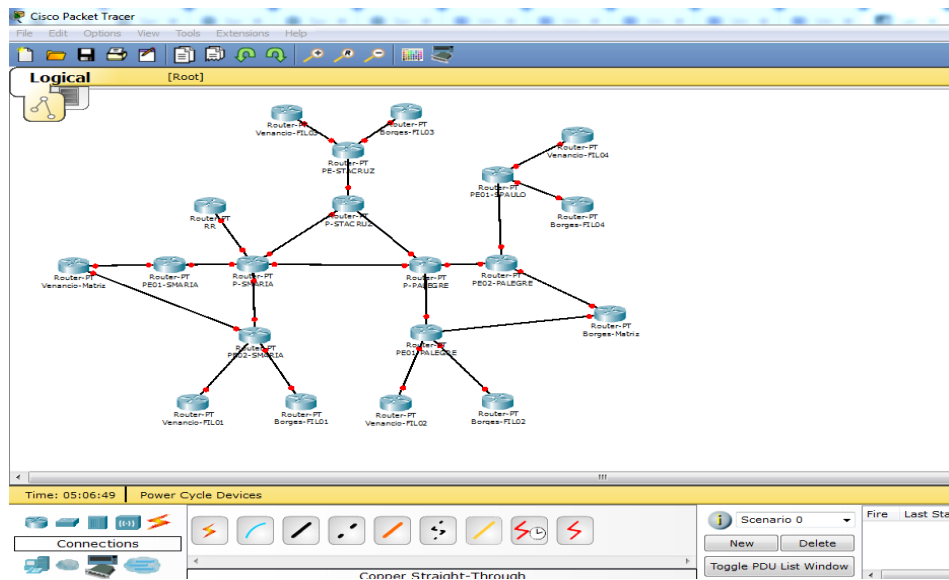 Cisco Packet Tracer
File Edit Options View Tools Extensions Help
Logical [Root]
Router-PT
Venancio-FIL03
Router-PT
Borges-FIL03
Router-PT
PE-STACRUZ
Router-PT
Venancio-FIL04
Router-PT
PE01-SPAULO
Router-PT
Borges-FIL04
Router-PT
P-STACRUZ
Router-PT
RR
Router-PT
Venancio-Matriz
Router-PT
PE01-SMARIA
Router-PT
P-SMARIA
Router-PT
P-PALEGRE
Router-PT
PE02-PALEGRE
Router-PT
Borges-Matriz
Router-PT
PE02-SMARIA
Router-PT
PE01-PALEGRE
Router-PT
Venancio-FIL01
Router-PT
Borges-FIL01
Router-PT
Venancio-FIL02
Router-PT
Borges-FIL02
Time: 05:06:49 Power Cycle Devices
Connections
Copper Straight-Through
Scenario 0
New Delete
Toggle PDU List Window
Fire Last Sta